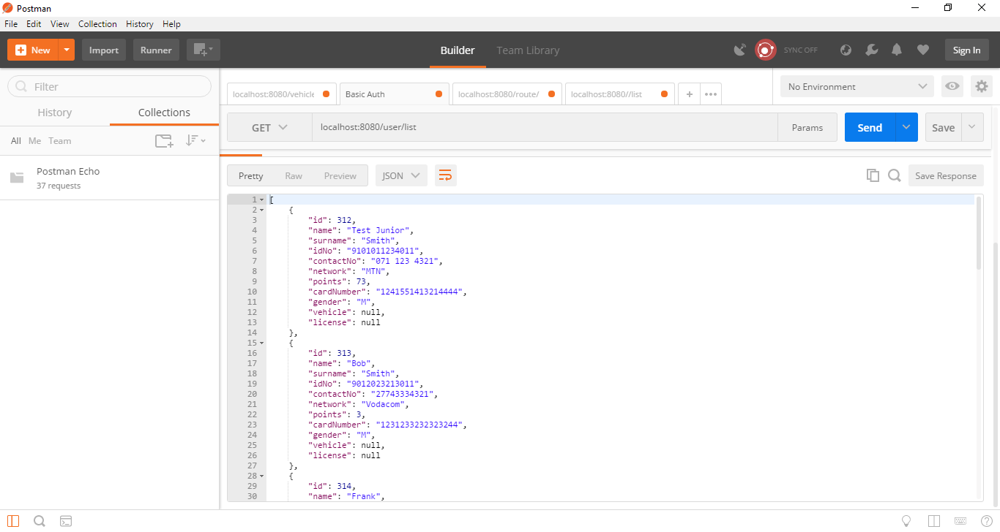 Postman
File Edit View Collection History Help
New Import Runner Builder Team Library SYNC OFF Sign In
Filter
History Collections
All Me Team
Postman Echo
37 requests
localhost:8080/vehicle Basic Auth localhost:8080/route/ localhost:8080//list + ••• No Environment
GET localhost:8080/user/list Params Send Save
Pretty Raw Preview JSON Save Response
1 [
2 {
3 "id": 312,
4 "name": "Test Junior",
5 "surname": "Smith",
6 "idNo": "9101011234011",
7 "contactNo": "071 123 4321",
8 "network": "MTN",
9 "points": 73,
10 "cardNumber": "1241551413214444",
11 "gender": "M",
12 "vehicle": null,
13 "license": null
14 },
15 {
16 "id": 313,
17 "name": "Bob",
18 "surname": "Smith",
19 "idNo": "9012023213011",
20 "contactNo": "27743334321",
21 "network": "Vodacom",
22 "points": 3,
23 "cardNumber": "1231233232323244",
24 "gender": "M",
25 "vehicle": null,
26 "license": null
27 },
28 {
29 "id": 314,
30 "name": "Frank",